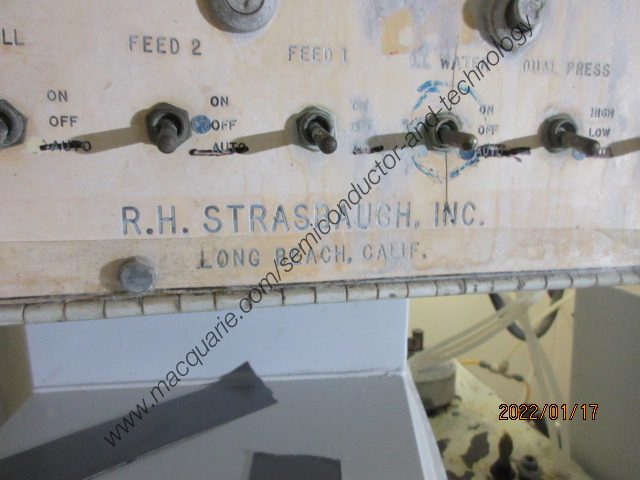 LL
FEED 2
FEED 1
WATER
DUAL PRESS
ON
OFF
AUTO
ON
OFF
AUTO
ON
OFF
AUTO
HIGH
LOW
R.H. STRASBAUGH, INC.
LONG BEACH, CALIF.
www.macquarie.com/semiconductor-and-technology
2022/01/17